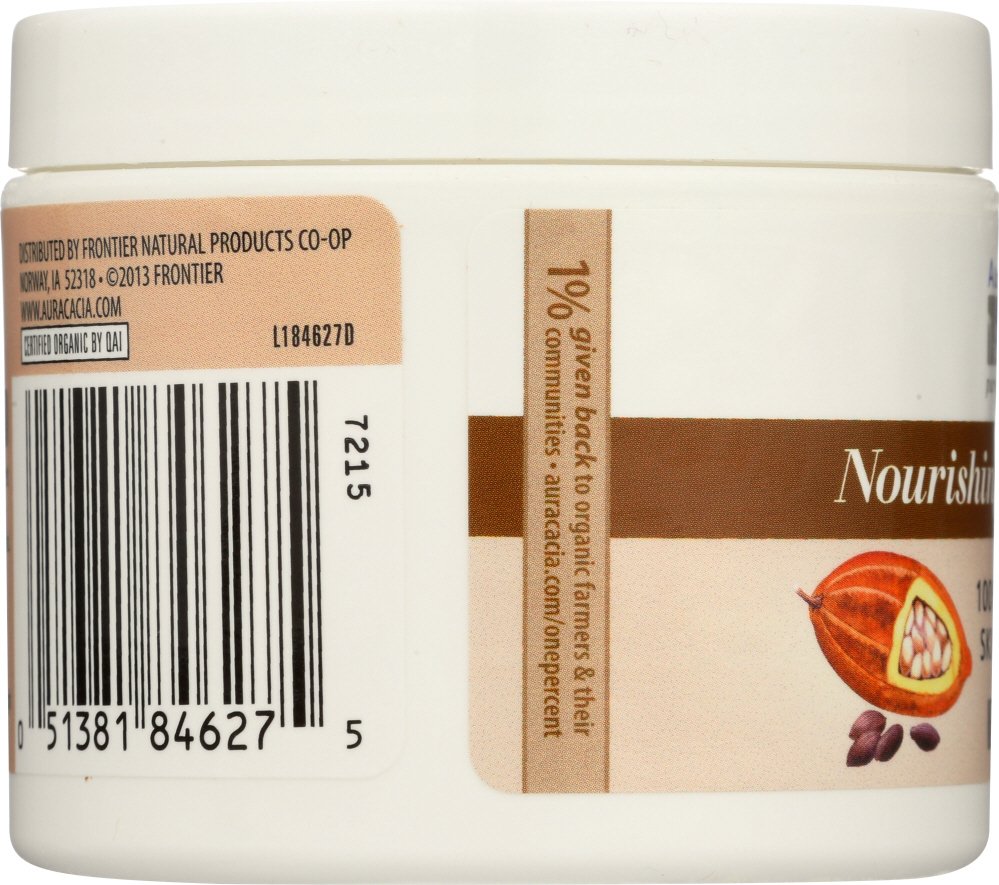 DISTRIBUTED BY FRONTIER NATURAL PRODUCTS CO-OP
NORWAY, IA 52318 • ©2013 FRONTIER
WWW.AURACACIA.COM
CERTIFIED ORGANIC BY QAI
L184627D
7215
0 51381 84627 5
1% given back to organic farmers & their
communities • auracacia.com/onepercent